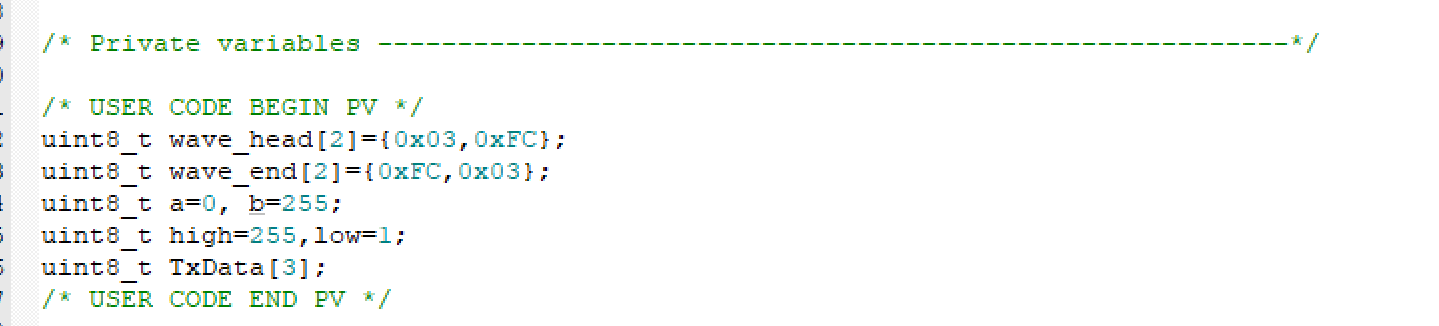 /* Private variables ---------------------------------------------------------*/
/* USER CODE BEGIN PV */
uint8_t wave_head[2]={0x03,0xFC};
uint8_t wave_end[2]={0xFC,0x03};
uint8_t a=0, b=255;
uint8_t high=255,low=1;
uint8_t TxData[3];
/* USER CODE END PV */